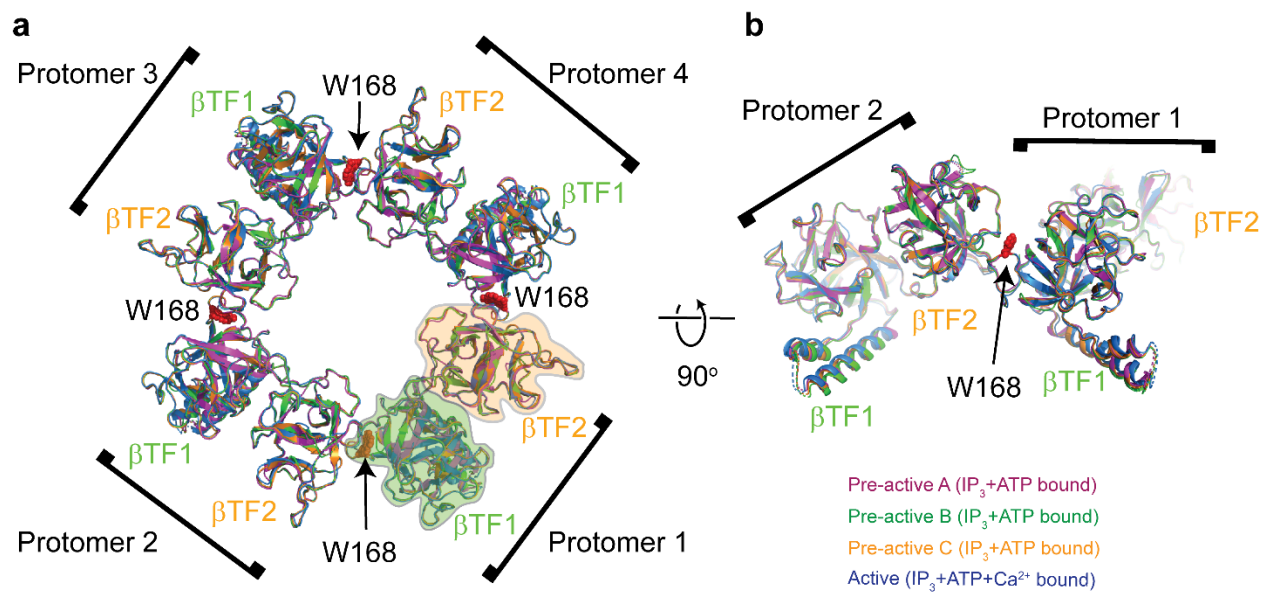 a
Protomer 3
W168
Protomer 4
βTF1
βTF2
βTF1
βTF2
W168
W168
βTF1
βTF2
βTF2
βTF1
W168
Protomer 2
Protomer 1
90°
b
Protomer 2
Protomer 1
βTF2
βTF2
W168
βTF1
βTF1
Pre-active A (IP₃+ATP bound)
Pre-active B (IP₃+ATP bound)
Pre-active C (IP₃+ATP bound)
Active (IP₃+ATP+Ca²⁺ bound)